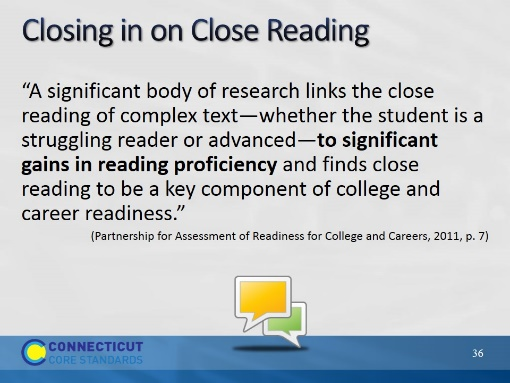 Closing in on Close Reading
“A significant body of research links the close
reading of complex text—whether the student is a
struggling reader or advanced—to significant
gains in reading proficiency and finds close
reading to be a key component of college and
career readiness.”
(Partnership for Assessment of Readiness for College and Careers, 2011, p. 7)
CONNECTICUT
CORE STANDARDS
36